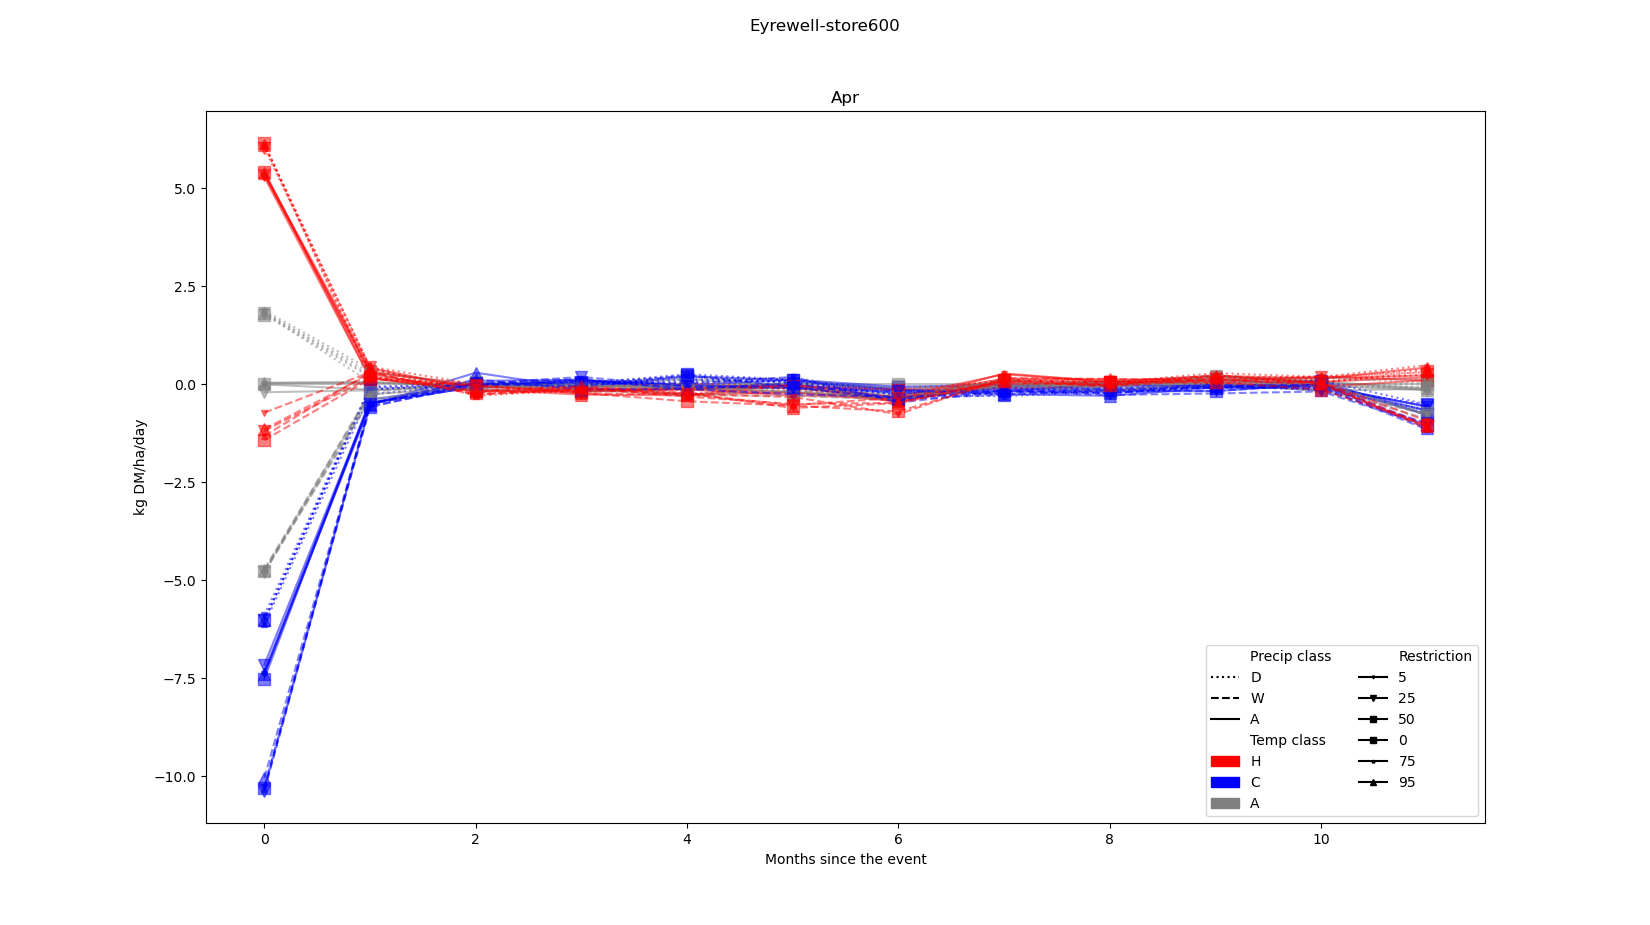 Eyrewell-store600
Apr
5.0
2.5
0.0
−2.5
−5.0
−7.5
−10.0
kg DM/ha/day
0 2 4 6 8 10
Months since the event
Precip class
D
W
A
Temp class
H
C
A
Restriction
5
25
50
0
75
95